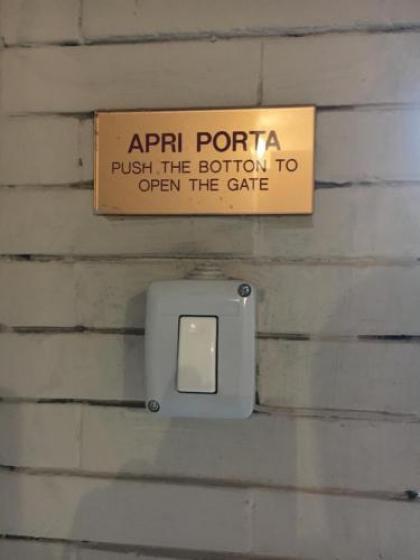 APRI PORTA
PUSH THE BOTTON TO
OPEN THE GATE